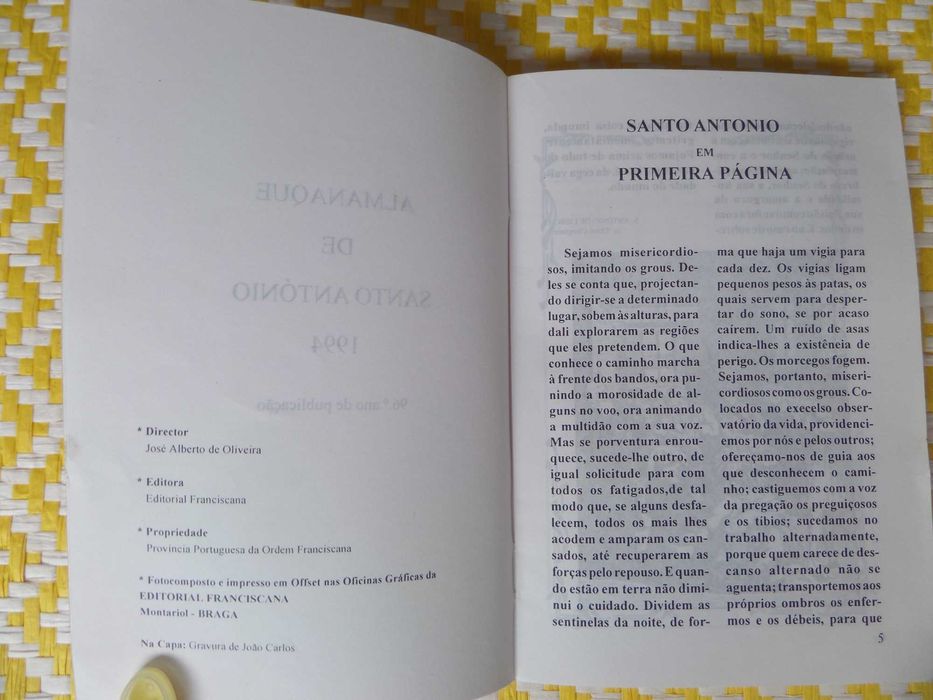 ALMANAQUE
DE
SANTO ANTÓNIO
1994
96.º ano de publicação
* Director
José Alberto de Oliveira
* Editora
Editorial Franciscana
* Propriedade
Província Portuguesa da Ordem Franciscana
* Fotocomposto e impresso em Offset nas Oficinas Gráficas da
EDITORIAL FRANCISCANA
Montariol - BRAGA
Na Capa: Gravura de João Carlos
SANTO ANTONIO
EM
PRIMEIRA PÁGINA
Sejamos misericordio-
sos, imitando os grous. De-
les se conta que, projectan-
do dirigir-se a determinado
lugar, sobem às alturas, para
dali explorarem as regiões
que eles pretendem. O que
conhece o caminho marcha
à frente dos bandos, ora pu-
nindo a morosidade de al-
guns no voo, ora animando
a multidão com a sua voz.
Mas se porventura enrou-
quece, sucede-lhe outro, de
igual solicitude para com
todos os fatigados,de tal
modo que, se alguns desfa-
lecem, todos os mais lhes
acodem e amparam os can-
sados, até recuperarem as
forças pelo repouso. E quan-
do estão em terra não dimi-
nui o cuidado. Dividem as
sentinelas da noite, de for-
ma que haja um vigia para
cada dez. Os vigias ligam
pequenos pesos às patas, os
quais servem para desper-
tar do sono, se por acaso
caírem. Um ruído de asas
indica-lhes a existência de
perigo. Os morcegos fogem.
Sejamos, portanto, miseri-
cordiosos como os grous. Co-
locados no execelso obser-
vatório da vida, providenci-
emos por nós e pelos outros;
ofereçamo-nos de guia aos
que desconhecem o cami-
nho; castiguemos com a voz
da pregação os preguiçosos
e os tíbios; sucedamos no
trabalho alternadamente,
porque quem carece de des-
canso alternado não se
aguenta; transportemos aos
próprios ombros os enfer-
mos e os débeis, para que
5